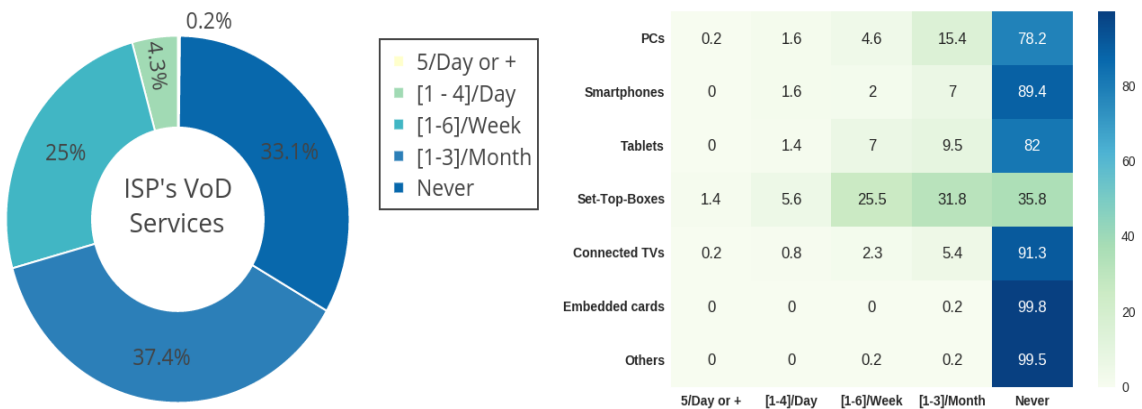 0.2%
4.3%
25%
33.1%
37.4%
ISP's VoD
Services
5/Day or +
[1 - 4]/Day
[1-6]/Week
[1-3]/Month
Never
PCs 0.2 1.6 4.6 15.4 78.2
Smartphones 0 1.6 2 7 89.4
Tablets 0 1.4 7 9.5 82
Set-Top-Boxes 1.4 5.6 25.5 31.8 35.8
Connected TVs 0.2 0.8 2.3 5.4 91.3
Embedded cards 0 0 0 0.2 99.8
Others 0 0 0.2 0.2 99.5
5/Day or + [1-4]/Day [1-6]/Week [1-3]/Month Never
80
60
40
20
0